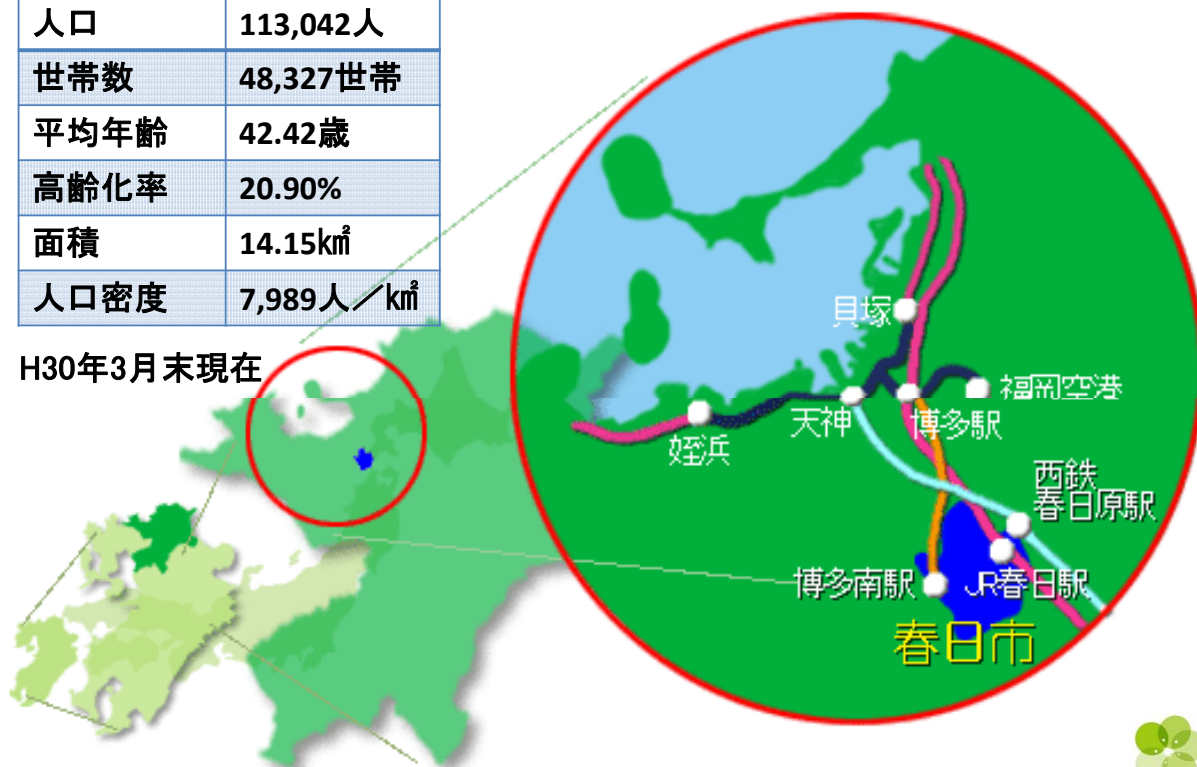 人口 113,042人
世帯数 48,327世帯
平均年齢 42.42歳
高齢化率 20.90%
面積 14.15㎢
人口密度 7,989人／㎢
H30年3月末現在
貝塚
福岡空港
天神
博多駅
姪浜
西鉄
春日原駅
博多南駅
JR春日駅
春日市